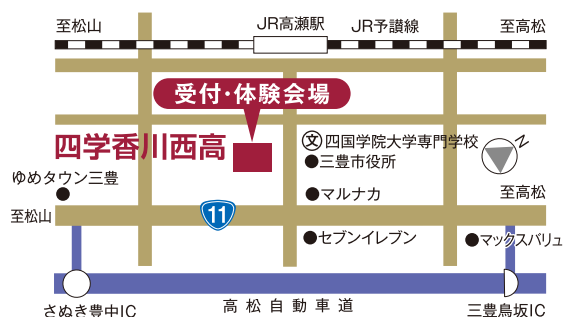 至松山
JR高瀬駅
JR予讃線
至高松
受付・体験会場
四学香川西高
文 四国学院大学専門学校
三豊市役所
N
ゆめタウン三豊
マルナカ
至高松
至松山
11
セブンイレブン
マックスバリュ
さぬき豊中IC
高松自動車道
三豊鳥坂IC